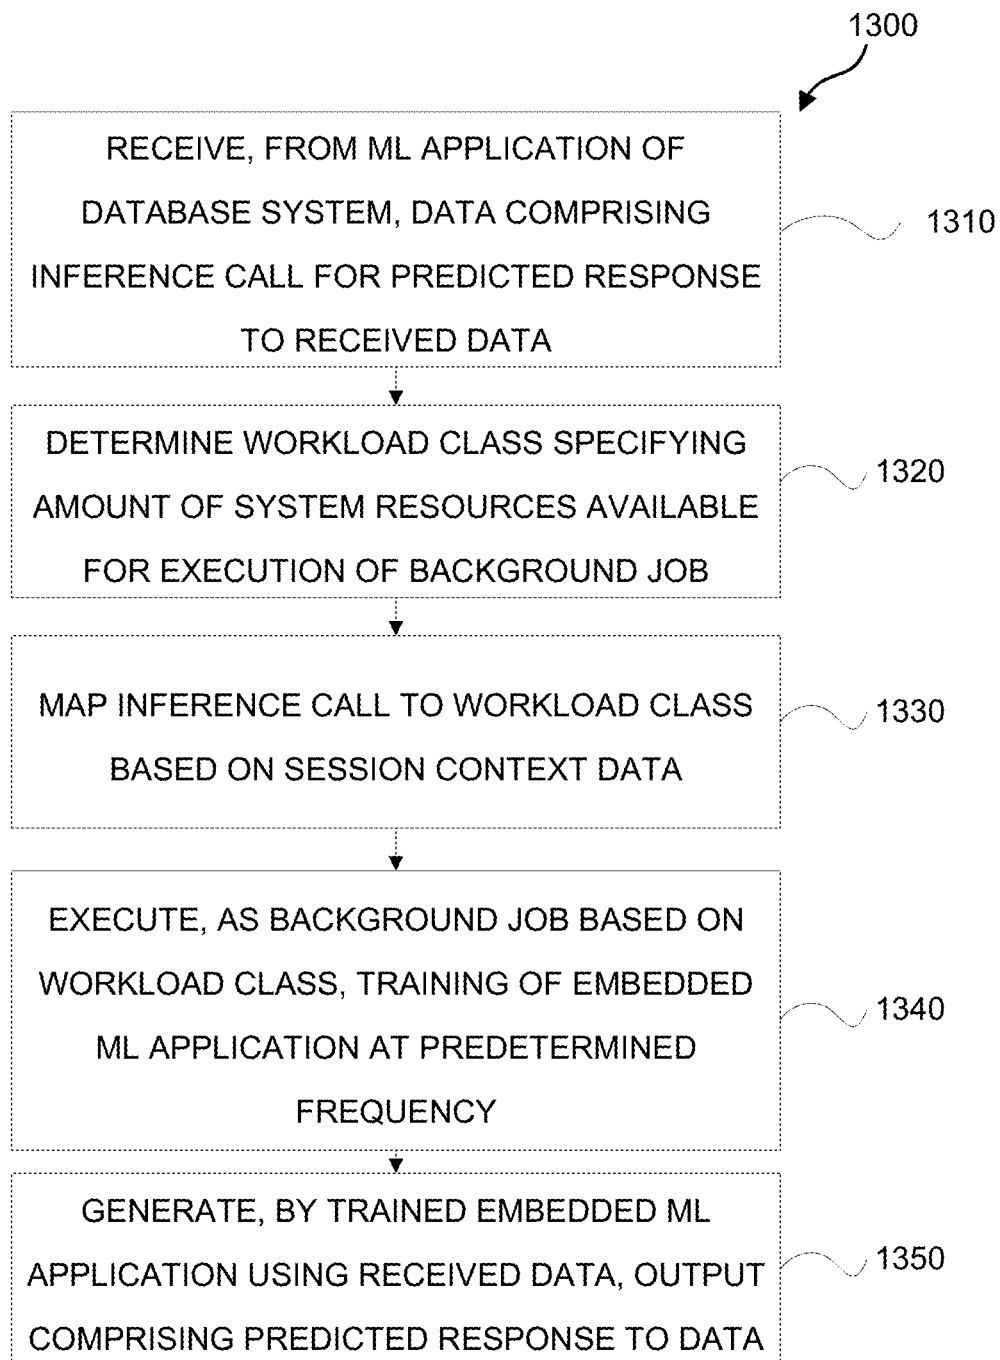 1300
RECEIVE, FROM ML APPLICATION OF
DATABASE SYSTEM, DATA COMPRISING
INFERENCE CALL FOR PREDICTED RESPONSE
TO RECEIVED DATA
1310
DETERMINE WORKLOAD CLASS SPECIFYING
AMOUNT OF SYSTEM RESOURCES AVAILABLE
FOR EXECUTION OF BACKGROUND JOB
1320
MAP INFERENCE CALL TO WORKLOAD CLASS
BASED ON SESSION CONTEXT DATA
1330
EXECUTE, AS BACKGROUND JOB BASED ON
WORKLOAD CLASS, TRAINING OF EMBEDDED
ML APPLICATION AT PREDETERMINED
FREQUENCY
1340
GENERATE, BY TRAINED EMBEDDED ML
APPLICATION USING RECEIVED DATA, OUTPUT
COMPRISING PREDICTED RESPONSE TO DATA
1350